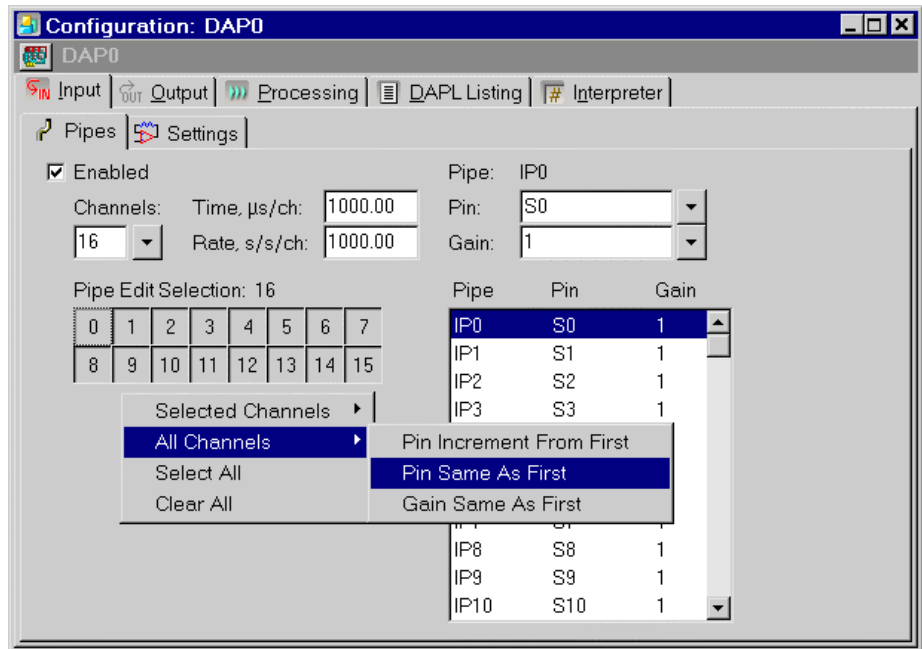 Configuration: DAP0
DAP0
IN Input OUT Output Processing DAPL Listing # Interpreter
Pipes Settings
Enabled Pipe: IP0
Channels: Time, µs/ch: 1000.00 Pin: S0
16 Rate, s/s/ch: 1000.00 Gain: 1
Pipe Edit Selection: 16 Pipe Pin Gain
0 1 2 3 4 5 6 7 IP0 S0 1
8 9 10 11 12 13 14 15 IP1 S1 1
IP2 S2 1
Selected Channels IP3 S3 1
All Channels Pin Increment From First
Select All Pin Same As First
Clear All Gain Same As First
IP8 S8 1
IP9 S9 1
IP10 S10 1